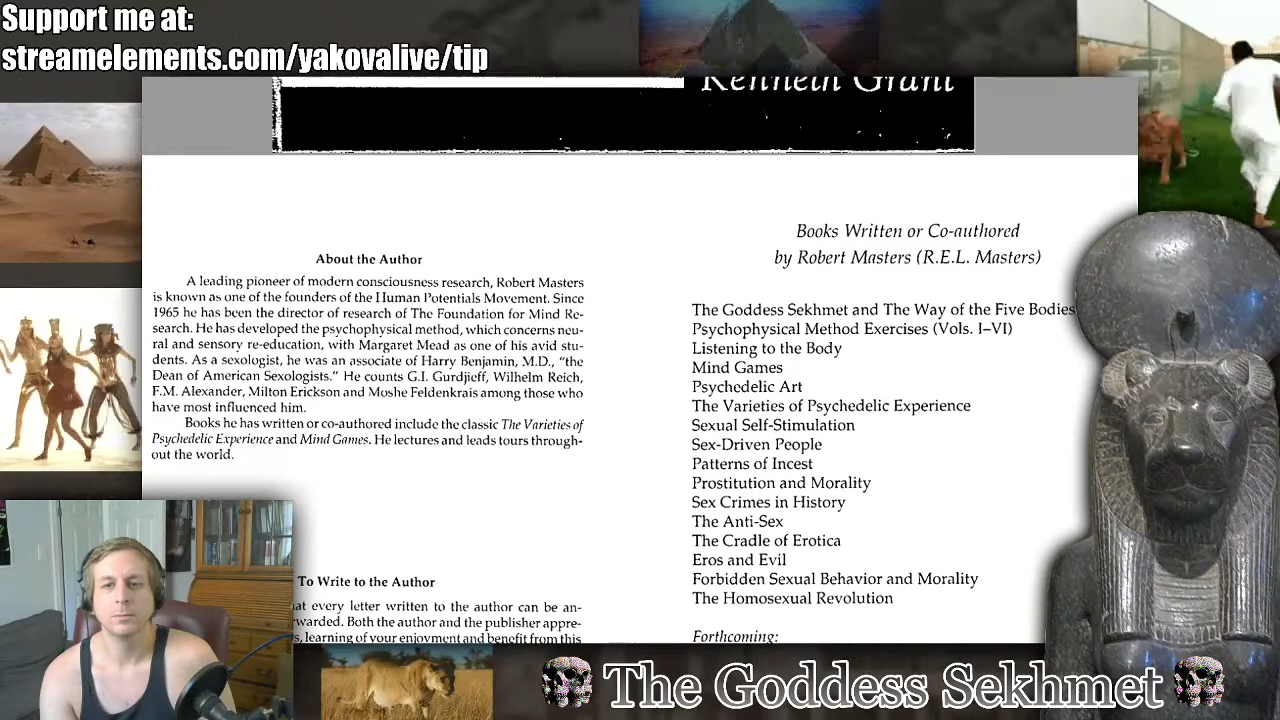 Support me at:
streamelements.com/yakovalive/tip
Kenneth Grant
About the Author
A leading pioneer of modern consciousness research, Robert Masters
is known as one of the founders of the Human Potentials Movement. Since
1965 he has been the director of research of The Foundation for Mind Re-
search. He has developed the psychophysical method, which concerns neu-
ral and sensory re-education, with Margaret Mead as one of his avid stu-
dents. As a sexologist, he was an associate of Harry Benjamin, M.D., "the
Dean of American Sexologists." He counts G.I. Gurdjieff, Wilhelm Reich,
F.M. Alexander, Milton Erickson and Moshe Feldenkrais among those who
have most influenced him.
Books he has written or co-authored include the classic The Varieties of
Psychedelic Experience and Mind Games. He lectures and leads tours through-
out the world.
To Write to the Author
at every letter written to the author can be an-
warded. Both the author and the publisher appre-
s, learning of your enjoyment and benefit from this
Books Written or Co-authored
by Robert Masters (R.E.L. Masters)
The Goddess Sekhmet and The Way of the Five Bodies
Psychophysical Method Exercises (Vols. I–VI)
Listening to the Body
Mind Games
Psychedelic Art
The Varieties of Psychedelic Experience
Sexual Self-Stimulation
Sex-Driven People
Patterns of Incest
Prostitution and Morality
Sex Crimes in History
The Anti-Sex
The Cradle of Erotica
Eros and Evil
Forbidden Sexual Behavior and Morality
The Homosexual Revolution
Forthcoming:
The Goddess Sekhmet